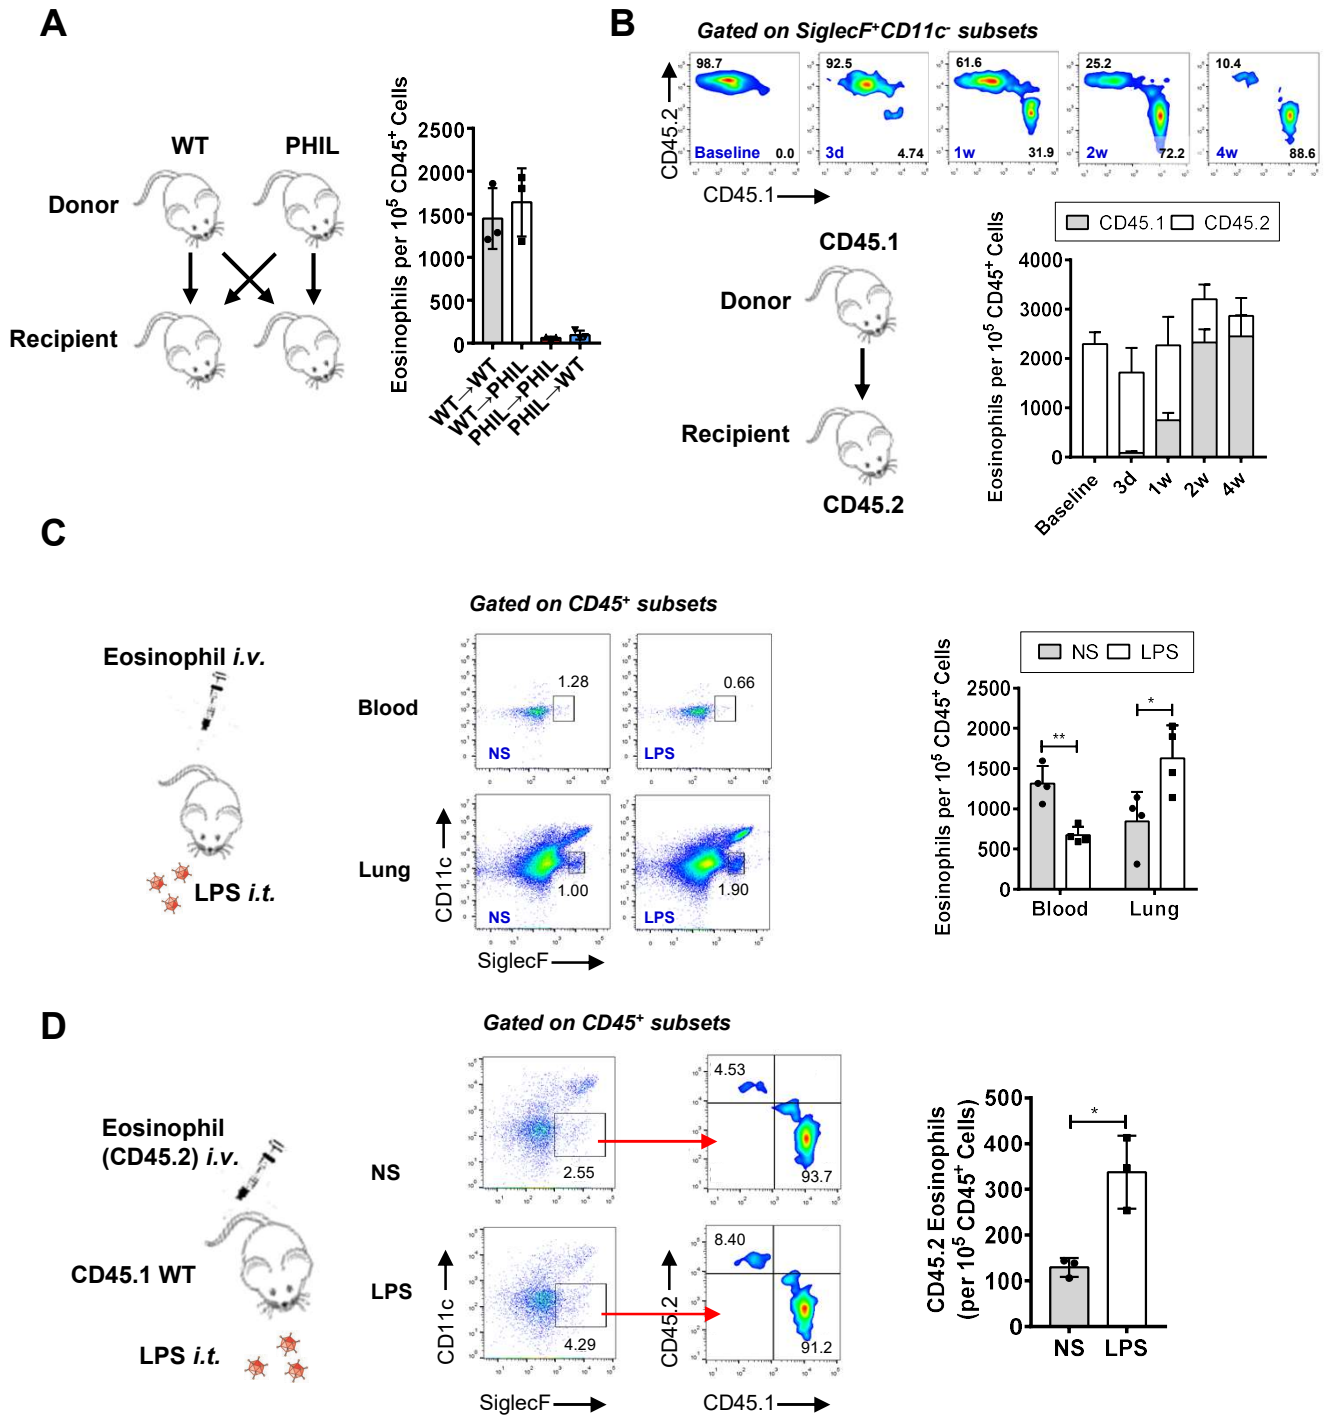 A
WT
PHIL
Donor
Recipient
Eosinophils per 10⁵ CD45⁺ Cells
2500
2000
1500
1000
500
0
WT→WT
WT→PHIL
PHIL→PHIL
PHIL→WT
B
Gated on SiglecF⁺CD11c⁻ subsets
98.7
Baseline
0.0
92.5
3d
4.74
61.6
1w
31.9
25.2
2w
72.2
10.4
4w
88.6
CD45.2
CD45.1
CD45.1
Donor
Recipient
CD45.2
CD45.1
CD45.2
Eosinophils per 10⁵ CD45⁺ Cells
4000
3000
2000
1000
0
Baseline
3d
1w
2w
4w
C
Eosinophil i.v.
LPS i.t.
Gated on CD45⁺ subsets
Blood
1.28
NS
0.66
LPS
Lung
1.00
NS
1.90
LPS
CD11c
SiglecF
NS
LPS
Eosinophils per 10⁵ CD45⁺ Cells
2500
2000
1500
1000
500
0
**
*
Blood
Lung
D
Eosinophil
(CD45.2) i.v.
CD45.1 WT
LPS i.t.
Gated on CD45⁺ subsets
NS
2.55
4.53
93.7
LPS
4.29
8.40
91.2
CD11c
SiglecF
CD45.2
CD45.1
CD45.2 Eosinophils
(per 10⁵ CD45⁺ Cells)
500
400
300
200
100
0
*
NS
LPS